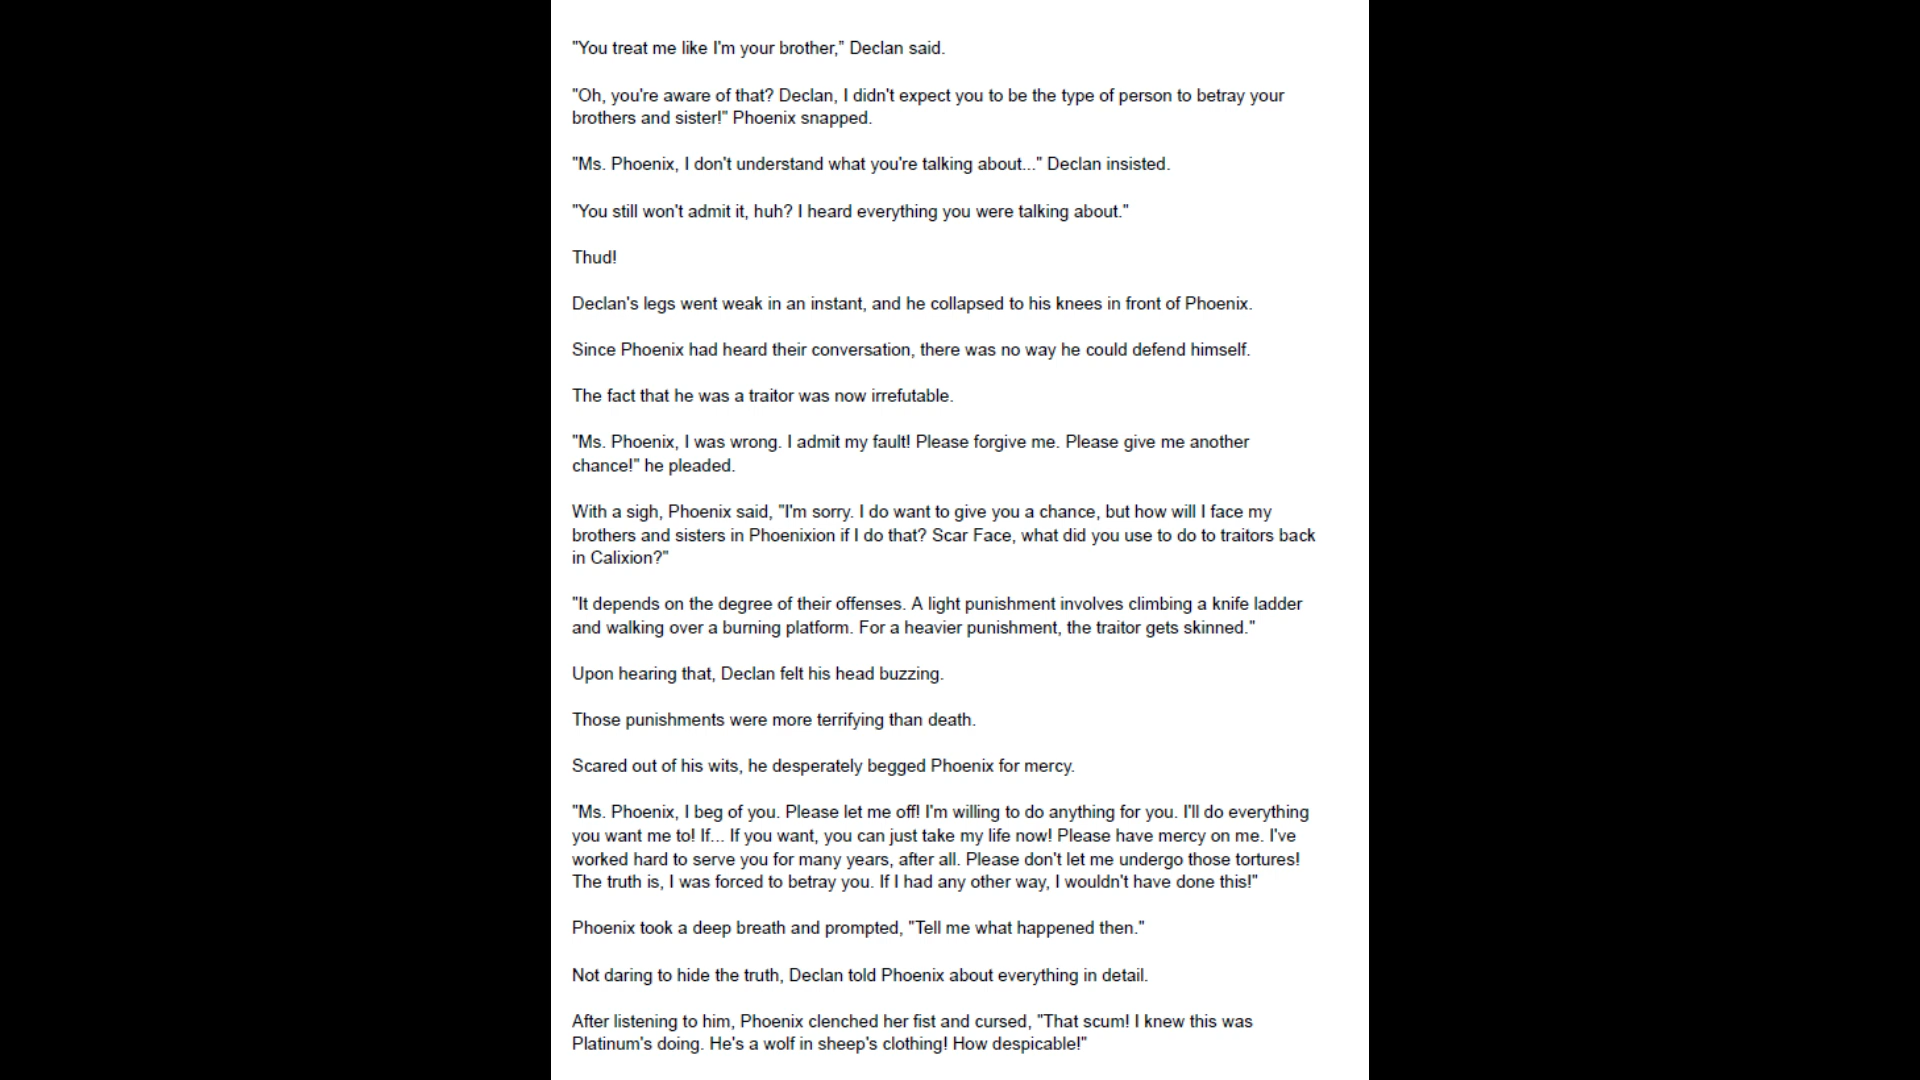 "You treat me like I'm your brother,” Declan said.
"Oh, you're aware of that? Declan, I didn't expect you to be the type of person to betray your
brothers and sister!” Phoenix snapped.
"Ms. Phoenix, I don't understand what you're talking about..." Declan insisted.
"You still won't admit it, huh? I heard everything you were talking about."
Thud!
Declan's legs went weak in an instant, and he collapsed to his knees in front of Phoenix.
Since Phoenix had heard their conversation, there was no way he could defend himself.
The fact that he was a traitor was now irrefutable.
"Ms. Phoenix, I was wrong. I admit my fault! Please forgive me. Please give me another
chance!” he pleaded.
With a sigh, Phoenix said, "I'm sorry. I do want to give you a chance, but how will I face my
brothers and sisters in Phoenixion if I do that? Scar Face, what did you use to do to traitors back
in Calixion?"
"It depends on the degree of their offenses. A light punishment involves climbing a knife ladder
and walking over a burning platform. For a heavier punishment, the traitor gets skinned."
Upon hearing that, Declan felt his head buzzing.
Those punishments were more terrifying than death.
Scared out of his wits, he desperately begged Phoenix for mercy.
"Ms. Phoenix, I beg of you. Please let me off! I'm willing to do anything for you. I'll do everything
you want me to! If... If you want, you can just take my life now! Please have mercy on me. I've
worked hard to serve you for many years, after all. Please don't let me undergo those tortures!
The truth is, I was forced to betray you. If I had any other way, I wouldn't have done this!"
Phoenix took a deep breath and prompted, "Tell me what happened then."
Not daring to hide the truth, Declan told Phoenix about everything in detail.
After listening to him, Phoenix clenched her fist and cursed, "That scum! I knew this was
Platinum's doing. He's a wolf in sheep's clothing! How despicable!"